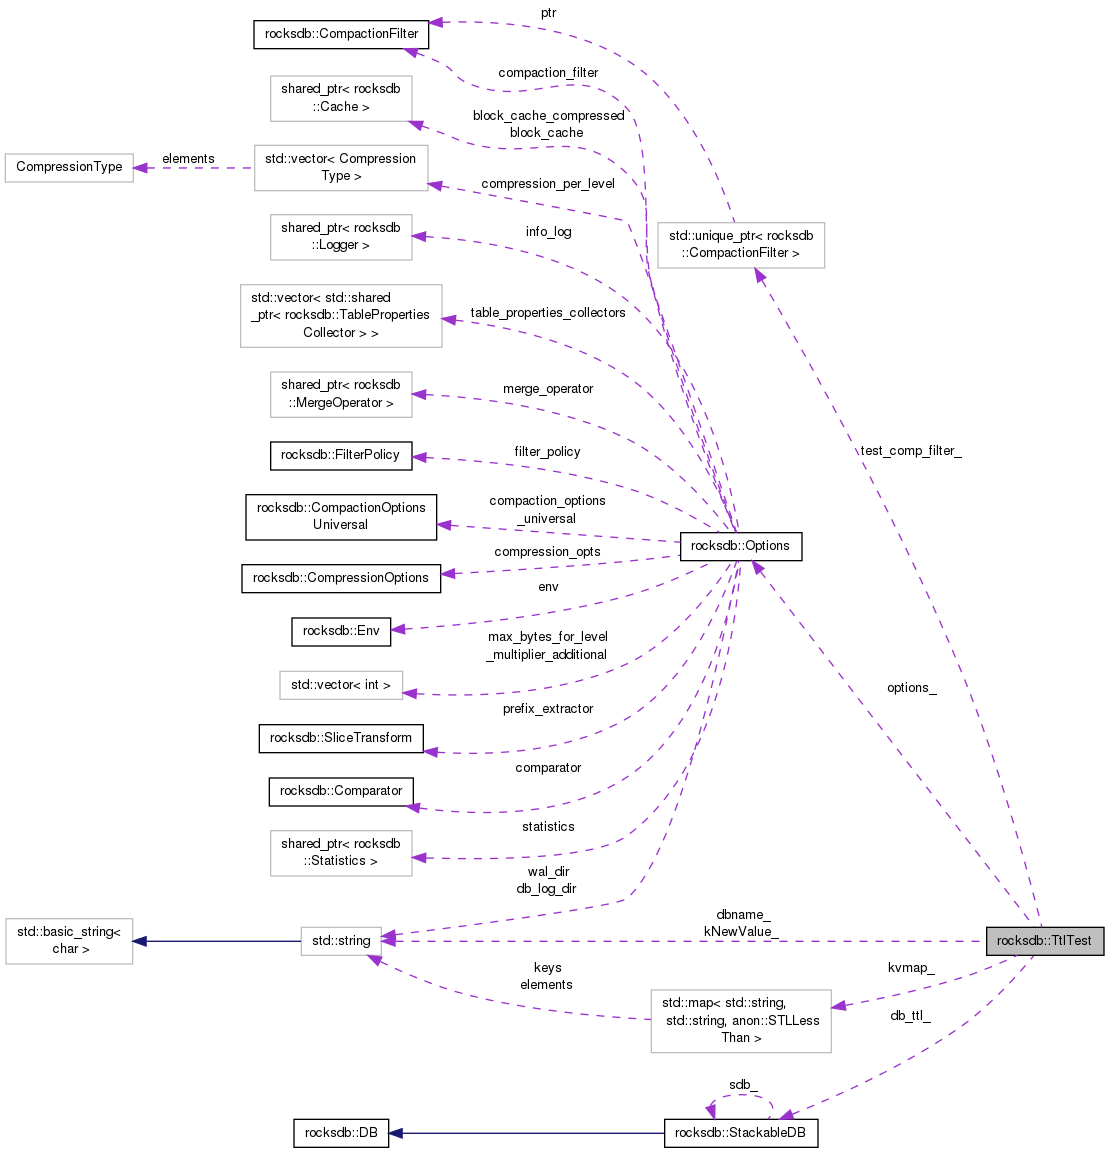 ptr
rocksdb::CompactionFilter
compaction_filter
shared_ptr< rocksdb
::Cache >
block_cache_compressed
block_cache
CompressionType
elements
std::vector< Compression
Type >
compression_per_level
shared_ptr< rocksdb
::Logger >
info_log
std::unique_ptr< rocksdb
::CompactionFilter >
std::vector< std::shared
_ptr< rocksdb::TableProperties
Collector > >
table_properties_collectors
shared_ptr< rocksdb
::MergeOperator >
merge_operator
rocksdb::FilterPolicy
filter_policy
test_comp_filter_
rocksdb::CompactionOptions
Universal
compaction_options
_universal
rocksdb::Options
rocksdb::CompressionOptions
compression_opts
rocksdb::Env
env
std::vector< int >
max_bytes_for_level
_multiplier_additional
options_
rocksdb::SliceTransform
prefix_extractor
rocksdb::Comparator
comparator
shared_ptr< rocksdb
::Statistics >
statistics
wal_dir
db_log_dir
std::basic_string<
char >
std::string
dbname_
kNewValue_
rocksdb::TtlTest
keys
elements
std::map< std::string,
std::string, anon::STLLess
Than >
kvmap_
db_ttl_
sdb_
rocksdb::DB
rocksdb::StackableDB